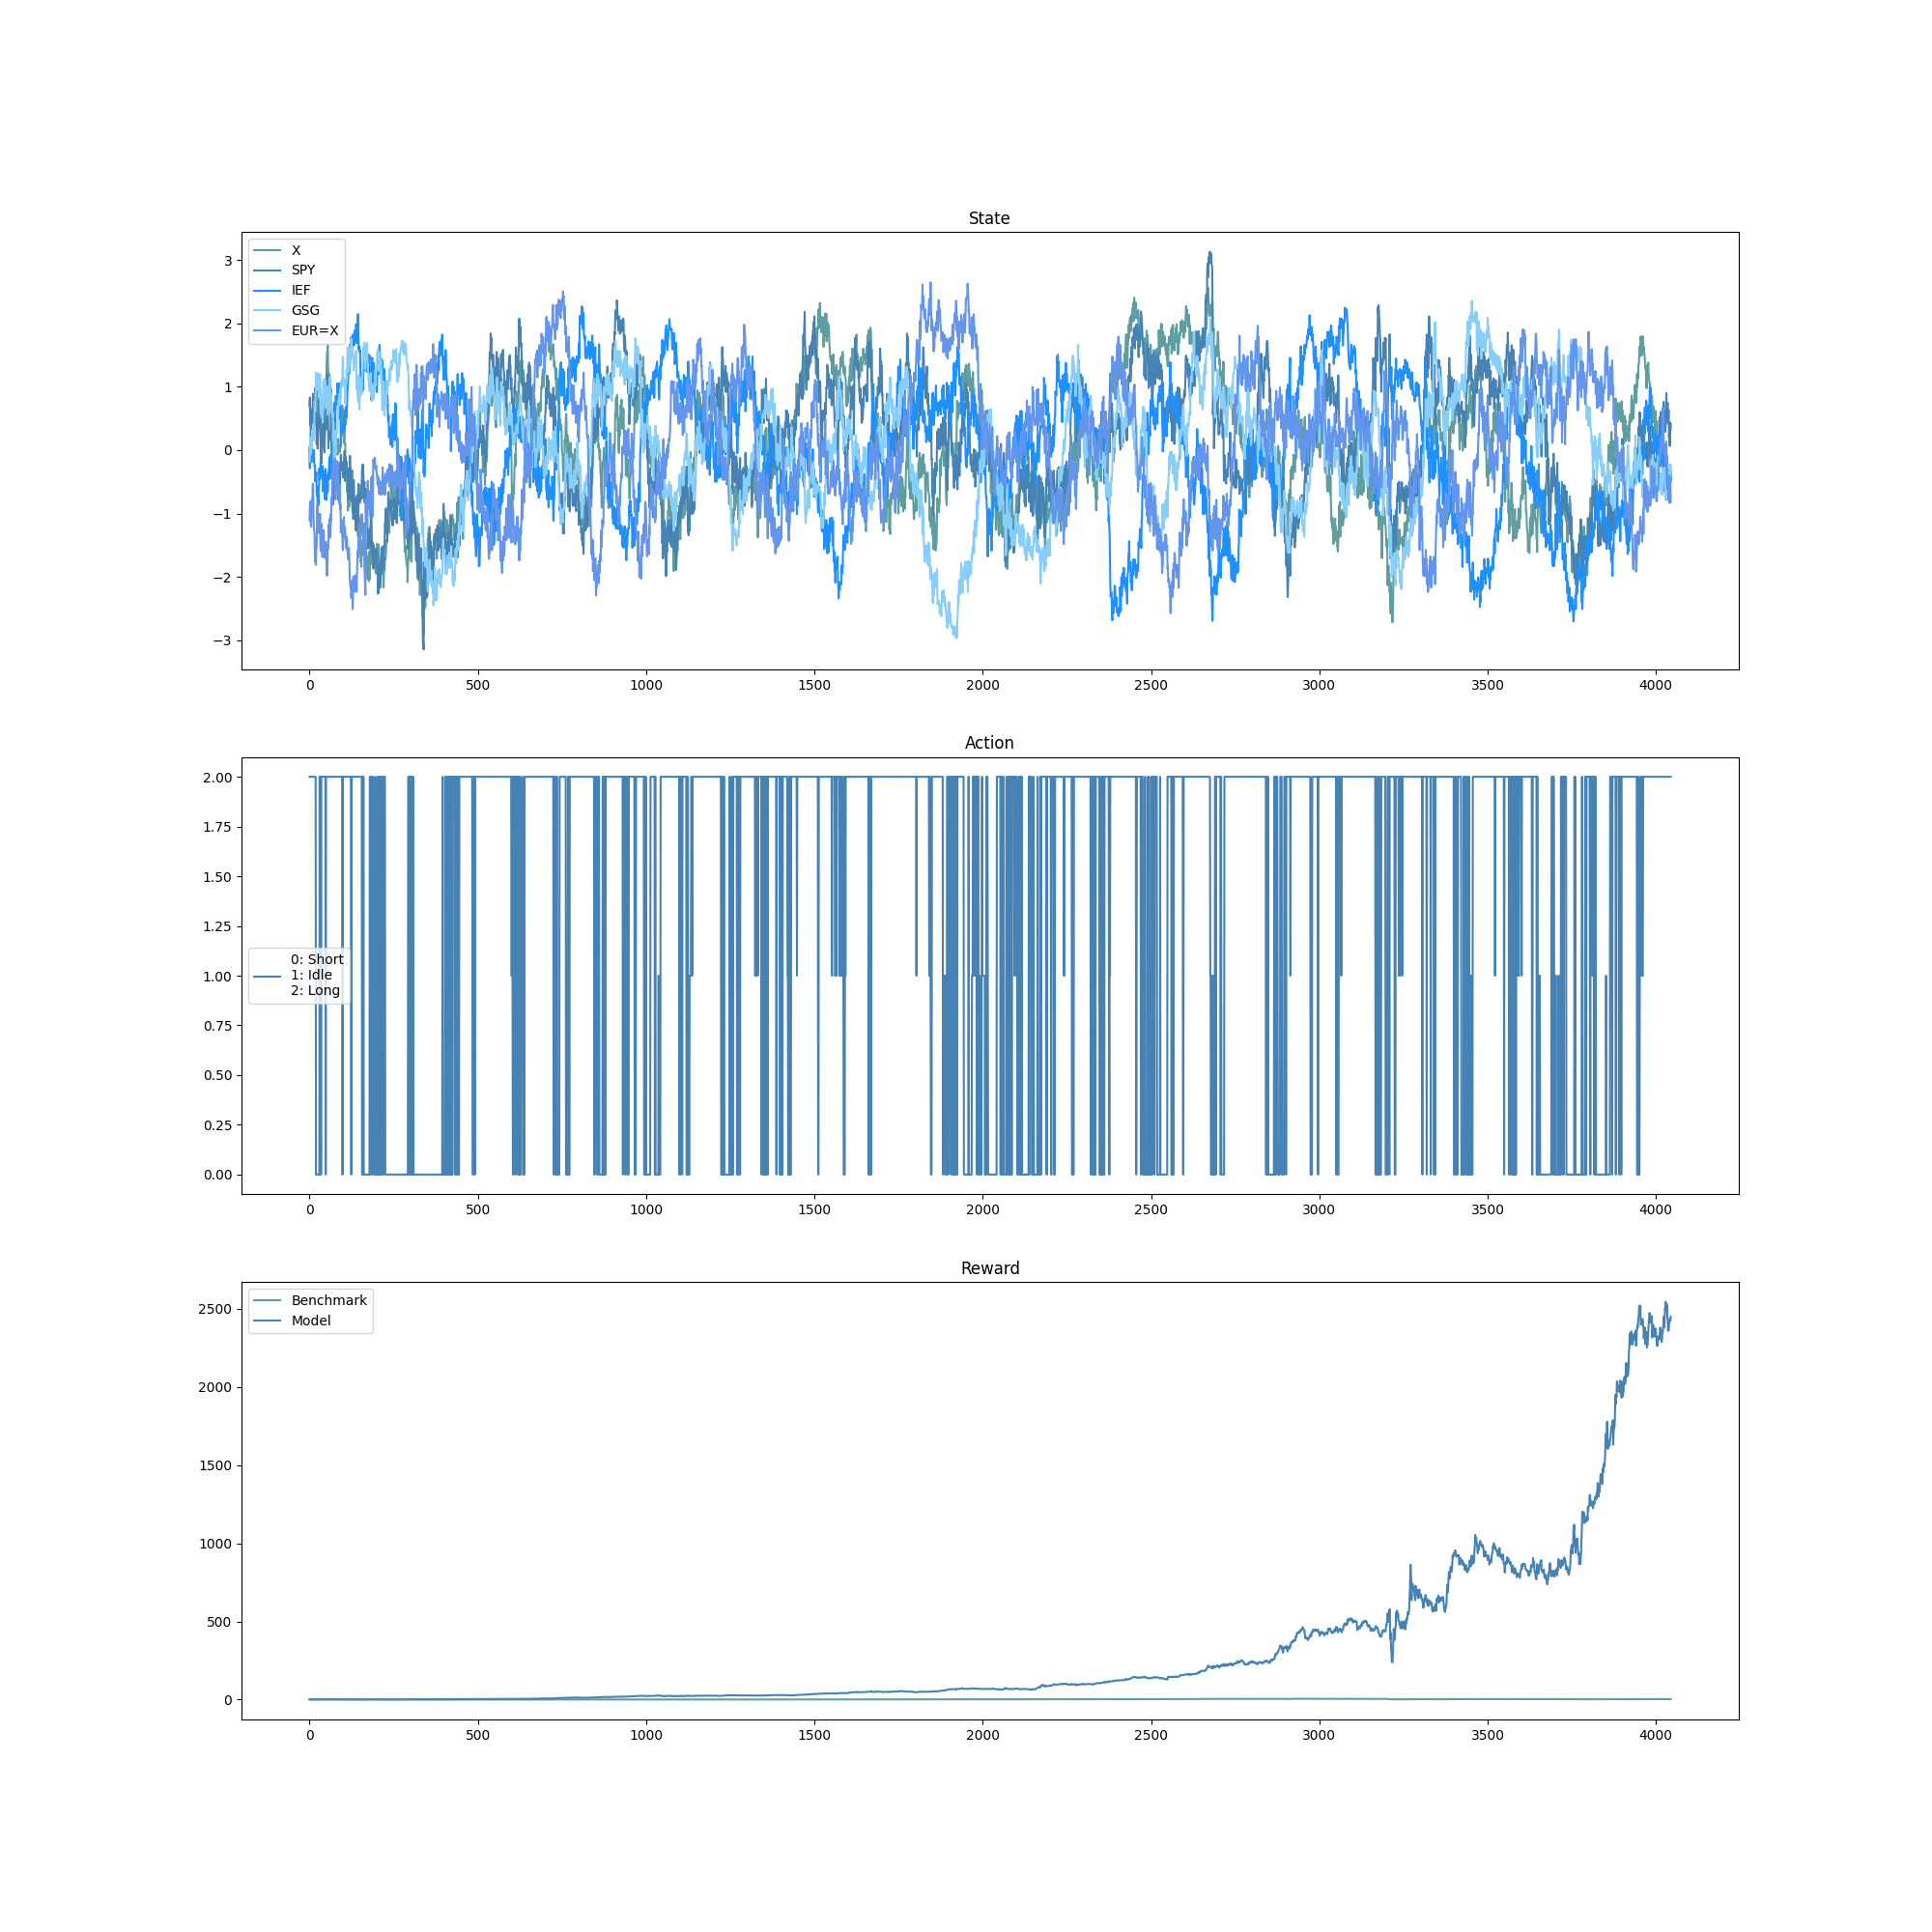 State
X
SPY
IEF
GSG
EUR=X
3
2
1
0
−1
−2
−3
0 500 1000 1500 2000 2500 3000 3500 4000
Action
2.00
1.75
1.50
1.25
1.00
0.75
0.50
0.25
0.00
0: Short
1: Idle
2: Long
0 500 1000 1500 2000 2500 3000 3500 4000
Reward
Benchmark
Model
2500
2000
1500
1000
500
0
0 500 1000 1500 2000 2500 3000 3500 4000